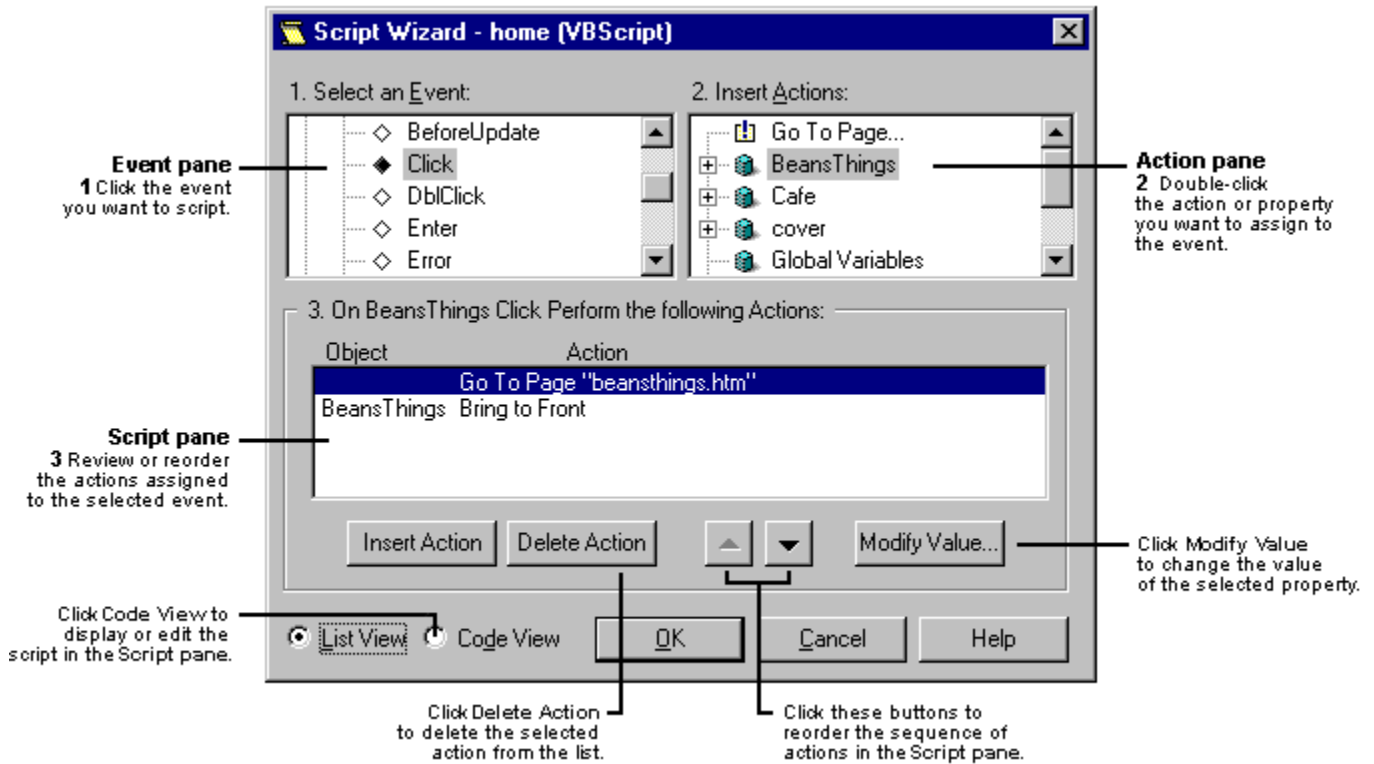 Script Wizard - home (VBScript)
1. Select an Event:
BeforeUpdate
Click
DblClick
Enter
Error
2. Insert Actions:
Go To Page...
BeansThings
Cafe
cover
Global Variables
Event pane
1 Click the event
you want to script.
Action pane
2 Double-click
the action or property
you want to assign to
the event.
3. On BeansThings Click Perform the following Actions:
Object Action
Go To Page "beansthings.htm"
BeansThings Bring to Front
Script pane
3 Review or reorder
the actions assigned
to the selected event.
Insert Action
Delete Action
Modify Value...
Click Modify Value
to change the value
of the selected property.
Click Code View to
display or edit the
script in the Script pane.
List View
Code View
OK
Cancel
Help
Click Delete Action
to delete the selected
action from the list.
Click these buttons to
reorder the sequence of
actions in the Script pane.